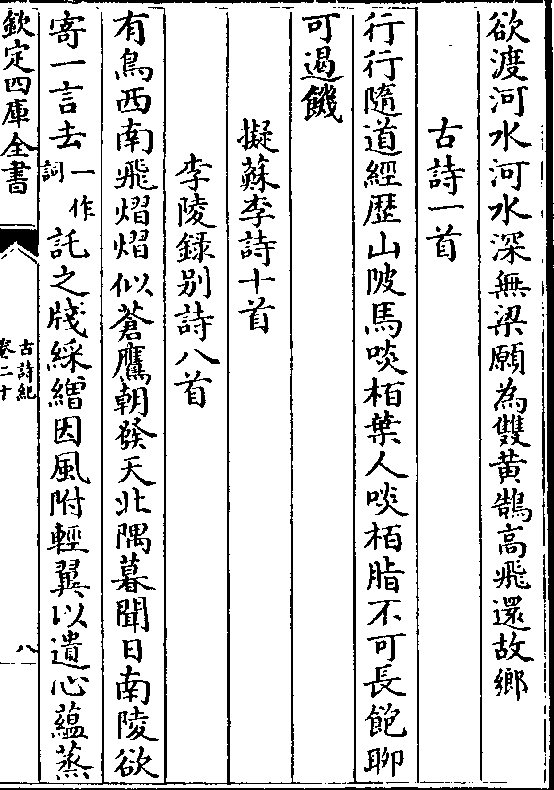 欲渡河水河水深無梁願為雙黄鵠高飛還故鄉
古詩一首
行行隨道經歴山陂馬啖栢葉人啖栢脂不可長飽聊
可遏饑
擬蘇李詩十首
李陵録别詩八首
有鳥西南飛熠熠似蒼鷹朝發天北隅暮聞日南陵欲
寄一言去一作詞託之牋綵繒因風附輕翼以遺心蘊蒸
欽定四庫全書
古詩紀
卷二十
八